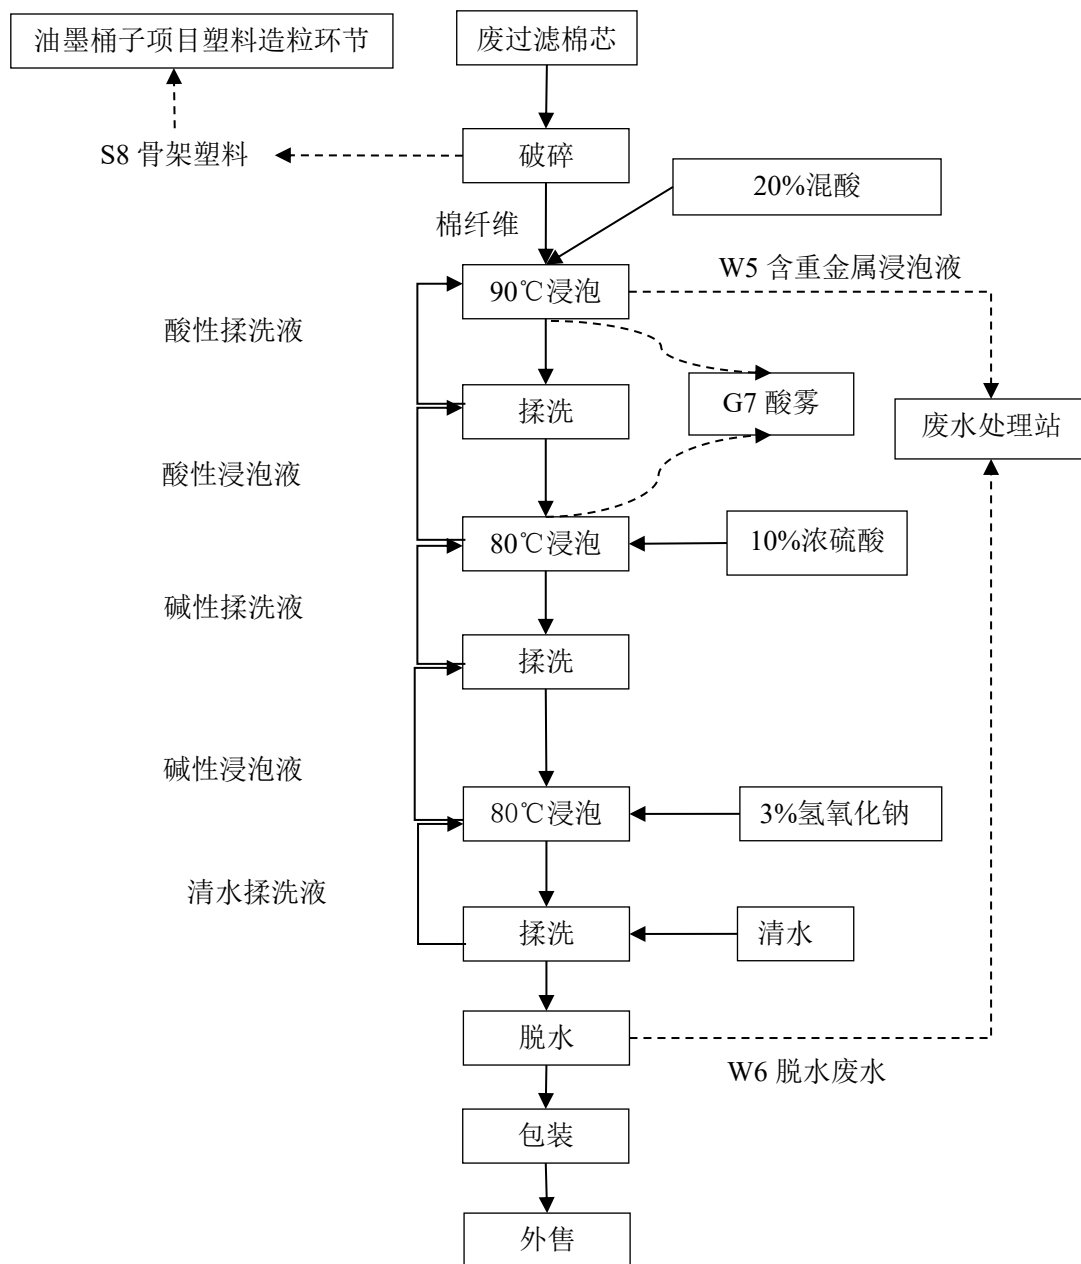 油墨桶子项目塑料造粒环节
废过滤棉芯
S8 骨架塑料
破碎
20%混酸
棉纤维
W5 含重金属浸泡液
90℃浸泡
酸性揉洗液
G7 酸雾
揉洗
废水处理站
酸性浸泡液
80℃浸泡
10%浓硫酸
碱性揉洗液
揉洗
碱性浸泡液
80℃浸泡
3%氢氧化钠
清水揉洗液
揉洗
清水
脱水
W6 脱水废水
包装
外售